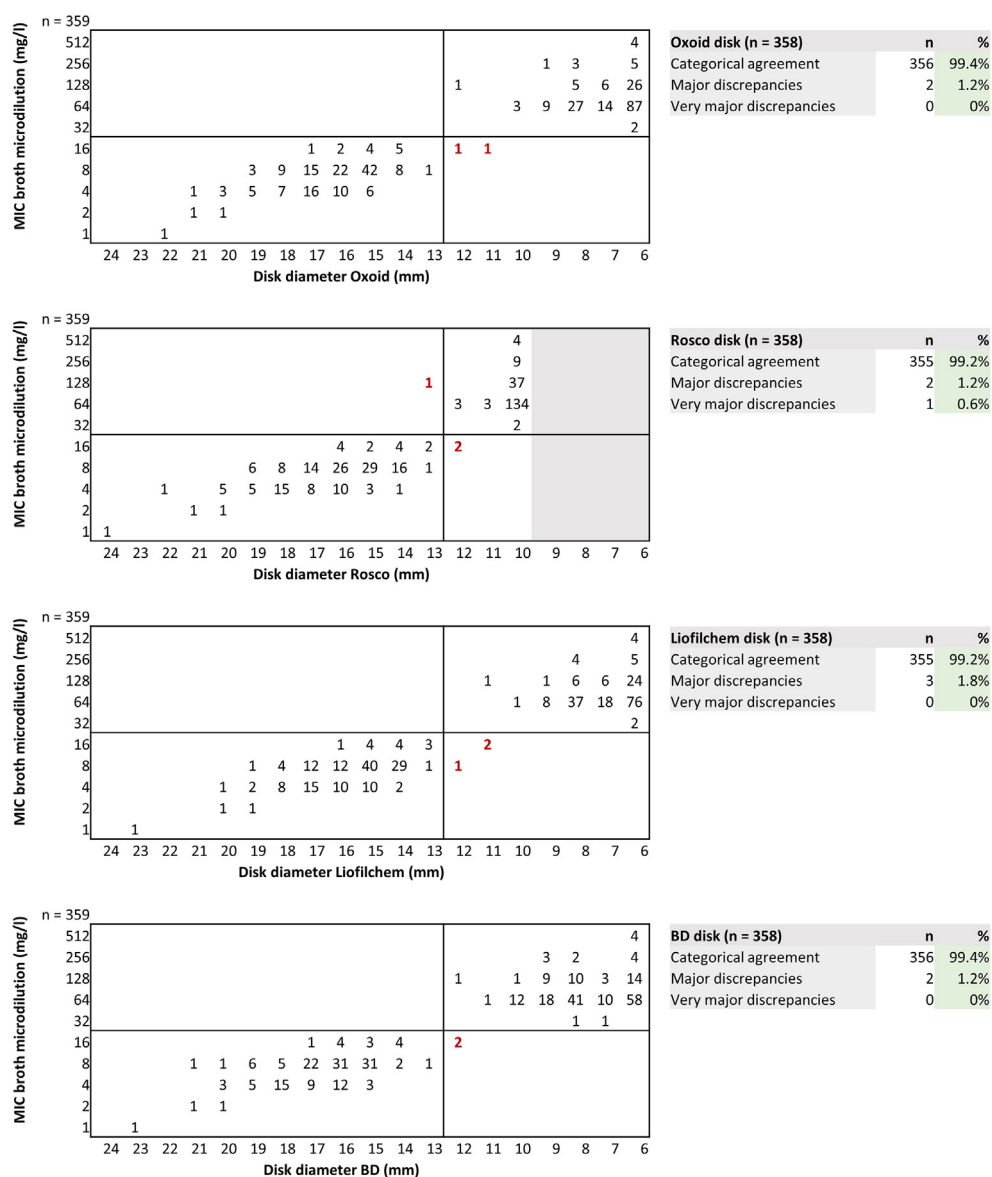 n = 359
MIC broth microdilution (mg/l)
512 4
256 1 3 5
128 1 5 6 26
64 3 9 27 14 87
32 2
16 1 2 4 5 1 1
8 3 9 15 22 42 8 1
4 1 3 5 7 16 10 6
2 1 1
1 1
24 23 22 21 20 19 18 17 16 15 14 13 12 11 10 9 8 7 6
Disk diameter Oxoid (mm)
Oxoid disk (n = 358) n %
Categorical agreement 356 99.4%
Major discrepancies 2 1.2%
Very major discrepancies 0 0%
n = 359
MIC broth microdilution (mg/l)
512 4
256 9
128 1 37
64 3 3 134
32 2
16 4 2 4 2 2
8 6 8 14 26 29 16 1
4 1 5 5 15 8 10 3 1
2 1 1
1 1
24 23 22 21 20 19 18 17 16 15 14 13 12 11 10 9 8 7 6
Disk diameter Rosco (mm)
Rosco disk (n = 358) n %
Categorical agreement 355 99.2%
Major discrepancies 2 1.2%
Very major discrepancies 1 0.6%
n = 359
MIC broth microdilution (mg/l)
512 4
256 4 5
128 1 1 6 6 24
64 1 8 37 18 76
32 2
16 1 4 4 3 2
8 1 4 12 12 40 29 1 1
4 1 2 8 15 10 10 2
2 1 1
1 1
24 23 22 21 20 19 18 17 16 15 14 13 12 11 10 9 8 7 6
Disk diameter Liofilchem (mm)
Liofilchem disk (n = 358) n %
Categorical agreement 355 99.2%
Major discrepancies 3 1.8%
Very major discrepancies 0 0%
n = 359
MIC broth microdilution (mg/l)
512 4
256 3 2 4
128 1 1 9 10 3 14
64 1 12 18 41 10 58
32 1 1
16 1 4 3 4 2
8 1 1 6 5 22 31 31 2 1
4 3 5 15 9 12 3
2 1 1
1 1
24 23 22 21 20 19 18 17 16 15 14 13 12 11 10 9 8 7 6
Disk diameter BD (mm)
BD disk (n = 358) n %
Categorical agreement 356 99.4%
Major discrepancies 2 1.2%
Very major discrepancies 0 0%